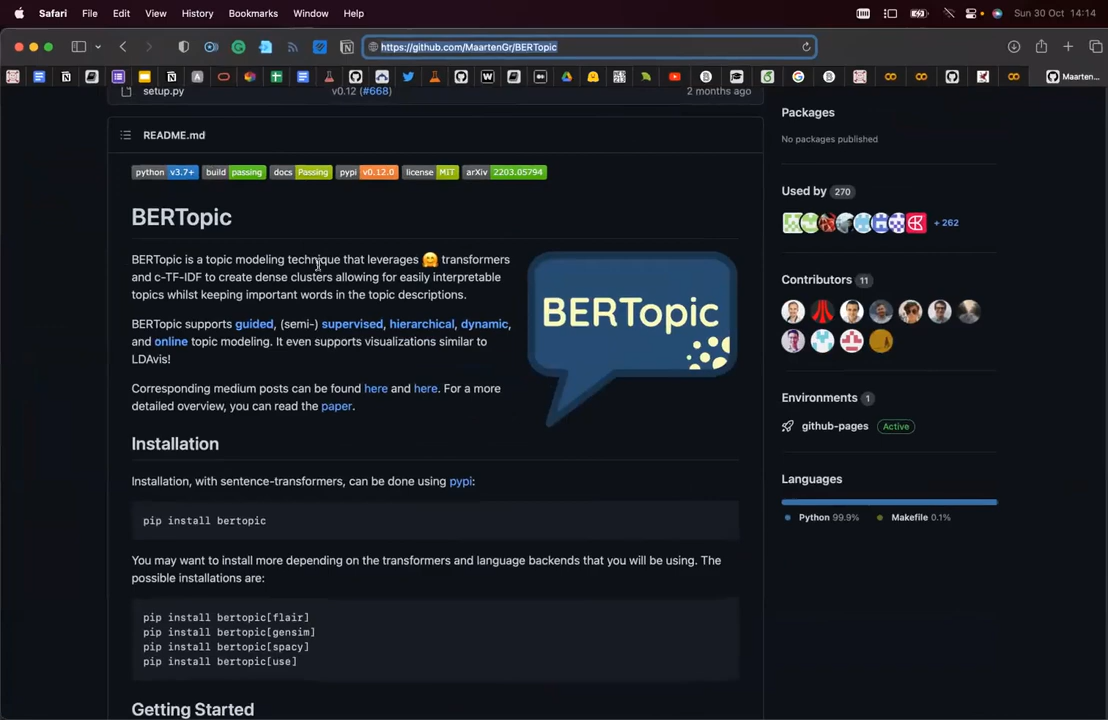 Safari File Edit View History Bookmarks Window Help Sun 30 Oct 14:14
https://github.com/MaartenGr/BERTopic
Maarten...
setup.py v0.12 (#668) 2 months ago
README.md
python v3.7+ build passing docs Passing pypi v0.12.0 license MIT arXiv 2203.05794
BERTopic
BERTopic is a topic modeling technique that leverages 🤗 transformers
and c-TF-IDF to create dense clusters allowing for easily interpretable
topics whilst keeping important words in the topic descriptions.
BERTopic supports guided, (semi-) supervised, hierarchical, dynamic,
and online topic modeling. It even supports visualizations similar to
LDAvis!
Corresponding medium posts can be found here and here. For a more
detailed overview, you can read the paper.
BERTopic
Installation
Installation, with sentence-transformers, can be done using pypi:
pip install bertopic
You may want to install more depending on the transformers and language backends that you will be using. The
possible installations are:
pip install bertopic[flair]
pip install bertopic[gensim]
pip install bertopic[spacy]
pip install bertopic[use]
Getting Started
Packages
No packages published
Used by 270
+ 262
Contributors 11
Environments 1
github-pages Active
Languages
Python 99.9% Makefile 0.1%